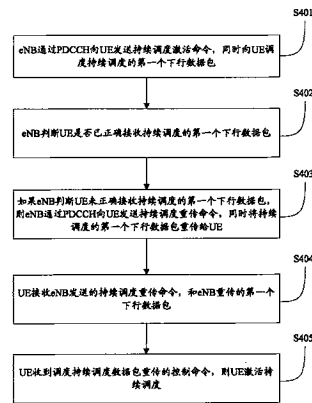 S401
eNB通过PDCCH向UE发送持续调度激活命令，同时向UE调
度持续调度的第一个下行数据包
S402
eNB判断UE是否已正确接收持续调度的第一个下行数据包
S403
如果eNB判断UE未正确接收持续调度的第一个下行数据包，
则eNB通过PDCCH向UE发送持续调度重传命令，同时将持续
调度的第一个下行数据包重传给UE
S404
UE接收eNB发送的持续调度重传命令，和eNB重传的第一个
下行数据包
S405
UE收到调度持续调度数据包重传的控制命令，则UE激活持
续调度